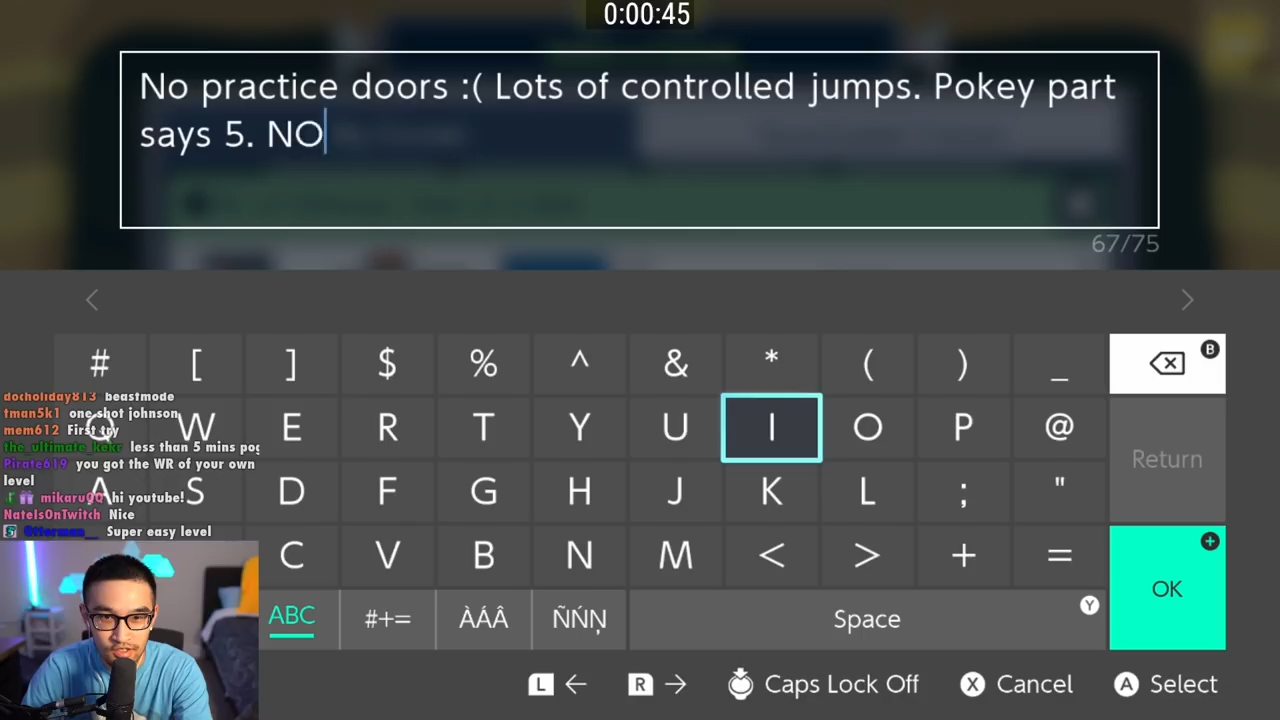 0:00:45
No practice doors :( Lots of controlled jumps. Pokey part
says 5. NO
67/75
< >
# [ ] $ % ^ & * ( ) _ B
Q W E R T Y U I O P @
Return
A S D F G H J K L ; "
C V B N M < > + =
OK
ABC #+= ÀÁÂ ÑŃŅ Space Y
L ← R → Caps Lock Off X Cancel A Select
docholiday813 beastmode
tman5k1 one shot johnson
mem612 First try
the_ultimate_kekr less than 5 mins pog
Pirate619 you got the WR of your own
level
mikaruQQ hi youtube!
NateIsOnTwitch Nice
Otterman__ Super easy level